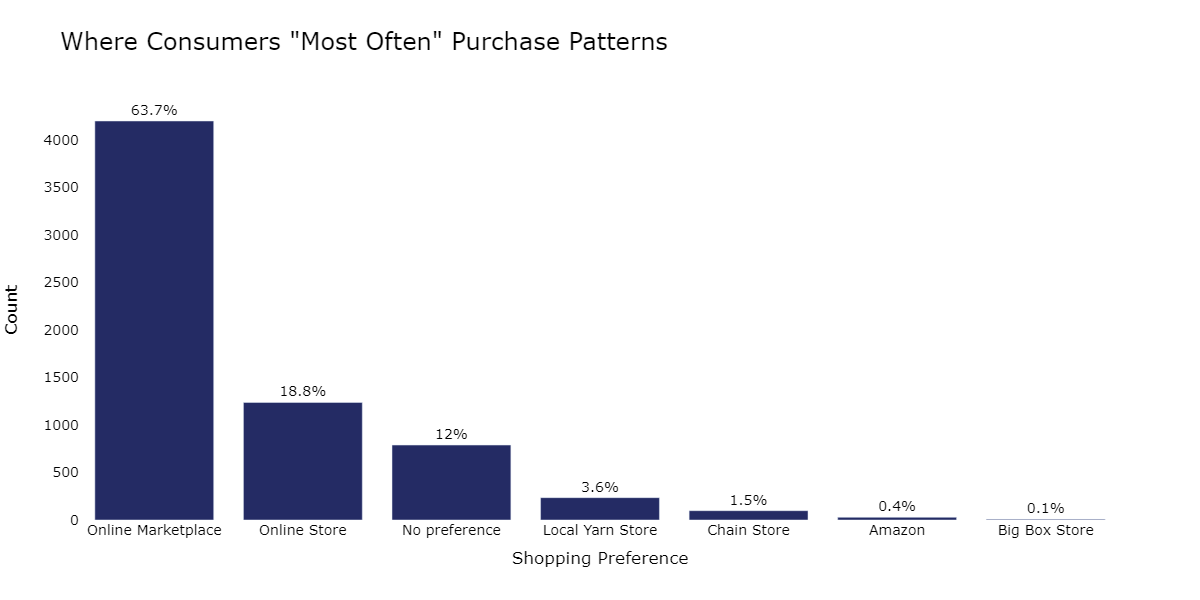 Where Consumers "Most Often" Purchase Patterns
63.7%
18.8%
12%
3.6%
1.5%
0.4%
0.1%
Count
4000
3500
3000
2500
2000
1500
1000
500
0
Online Marketplace
Online Store
No preference
Local Yarn Store
Chain Store
Amazon
Big Box Store
Shopping Preference